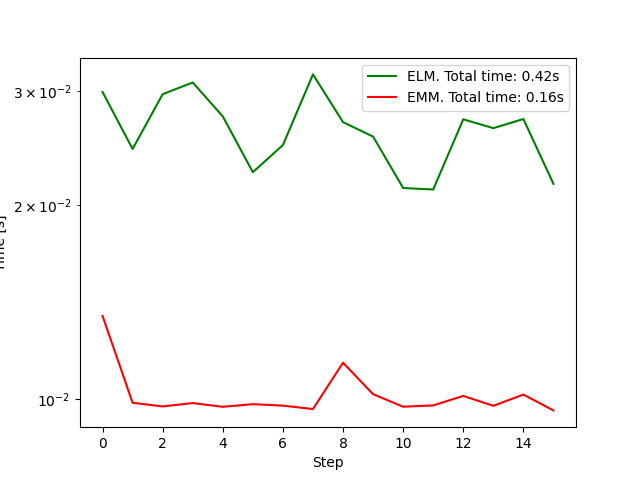 ELM. Total time: 0.42s
EMM. Total time: 0.16s
3 × 10⁻²
2 × 10⁻²
10⁻²
Time [s]
0 2 4 6 8 10 12 14
Step